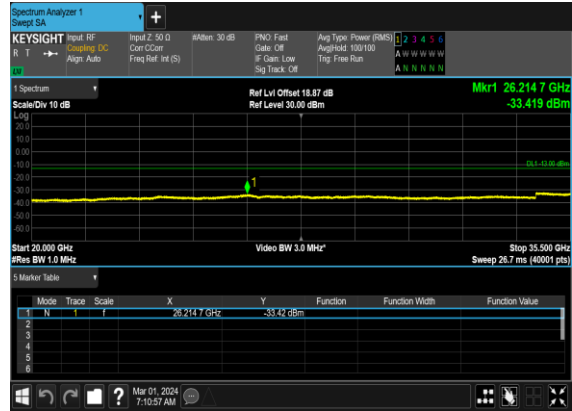 Spectrum Analyzer 1
Swept SA
+
KEYSIGHT
R T
Input: RF
Coupling: DC
Align: Auto
Input Z: 50 Ω
Corr CCorr
Freq Ref: Int (S)
#Atten: 30 dB
PNO: Fast
Gate: Off
IF Gain: Low
Sig Track: Off
Avg Type: Power (RMS)
Avg|Hold: 100/100
Trig: Free Run
1 2 3 4 5 6
A W W W W W
A N N N N N
1 Spectrum
Scale/Div 10 dB
Ref Lvl Offset 18.87 dB
Ref Level 30.00 dBm
Mkr1 26.214 7 GHz
-33.419 dBm
Log
20.0
10.0
0.00
-10.0
-20.0
-30.0
-40.0
-50.0
-60.0
DL1 -13.00 dBm
1
Start 20.000 GHz
#Res BW 1.0 MHz
Video BW 3.0 MHz*
Stop 35.500 GHz
Sweep 26.7 ms (40001 pts)
5 Marker Table
Mode Trace Scale X Y Function Function Width Function Value
1 N 1 f 26.214 7 GHz -33.42 dBm
2
3
4
5
6
?
Mar 01, 2024
7:10:57 AM